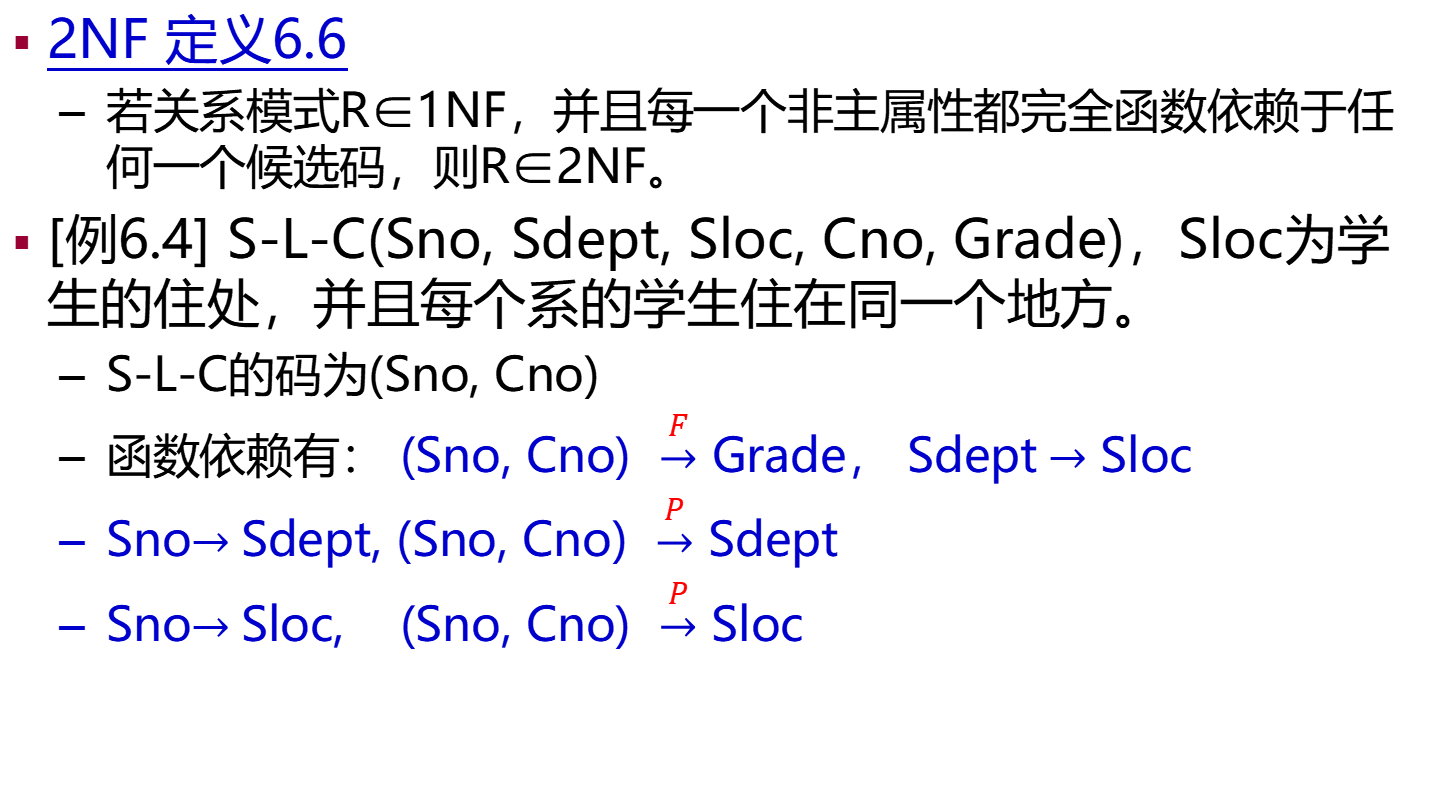 ▪ 2NF 定义6.6
– 若关系模式R∈1NF，并且每一个非主属性都完全函数依赖于任
何一个候选码，则R∈2NF。
▪ [例6.4] S-L-C(Sno, Sdept, Sloc, Cno, Grade)，Sloc为学
生的住处，并且每个系的学生住在同一个地方。
– S-L-C的码为(Sno, Cno)
F
– 函数依赖有： (Sno, Cno) → Grade， Sdept → Sloc
P
– Sno→ Sdept, (Sno, Cno) → Sdept
P
– Sno→ Sloc, (Sno, Cno) → Sloc